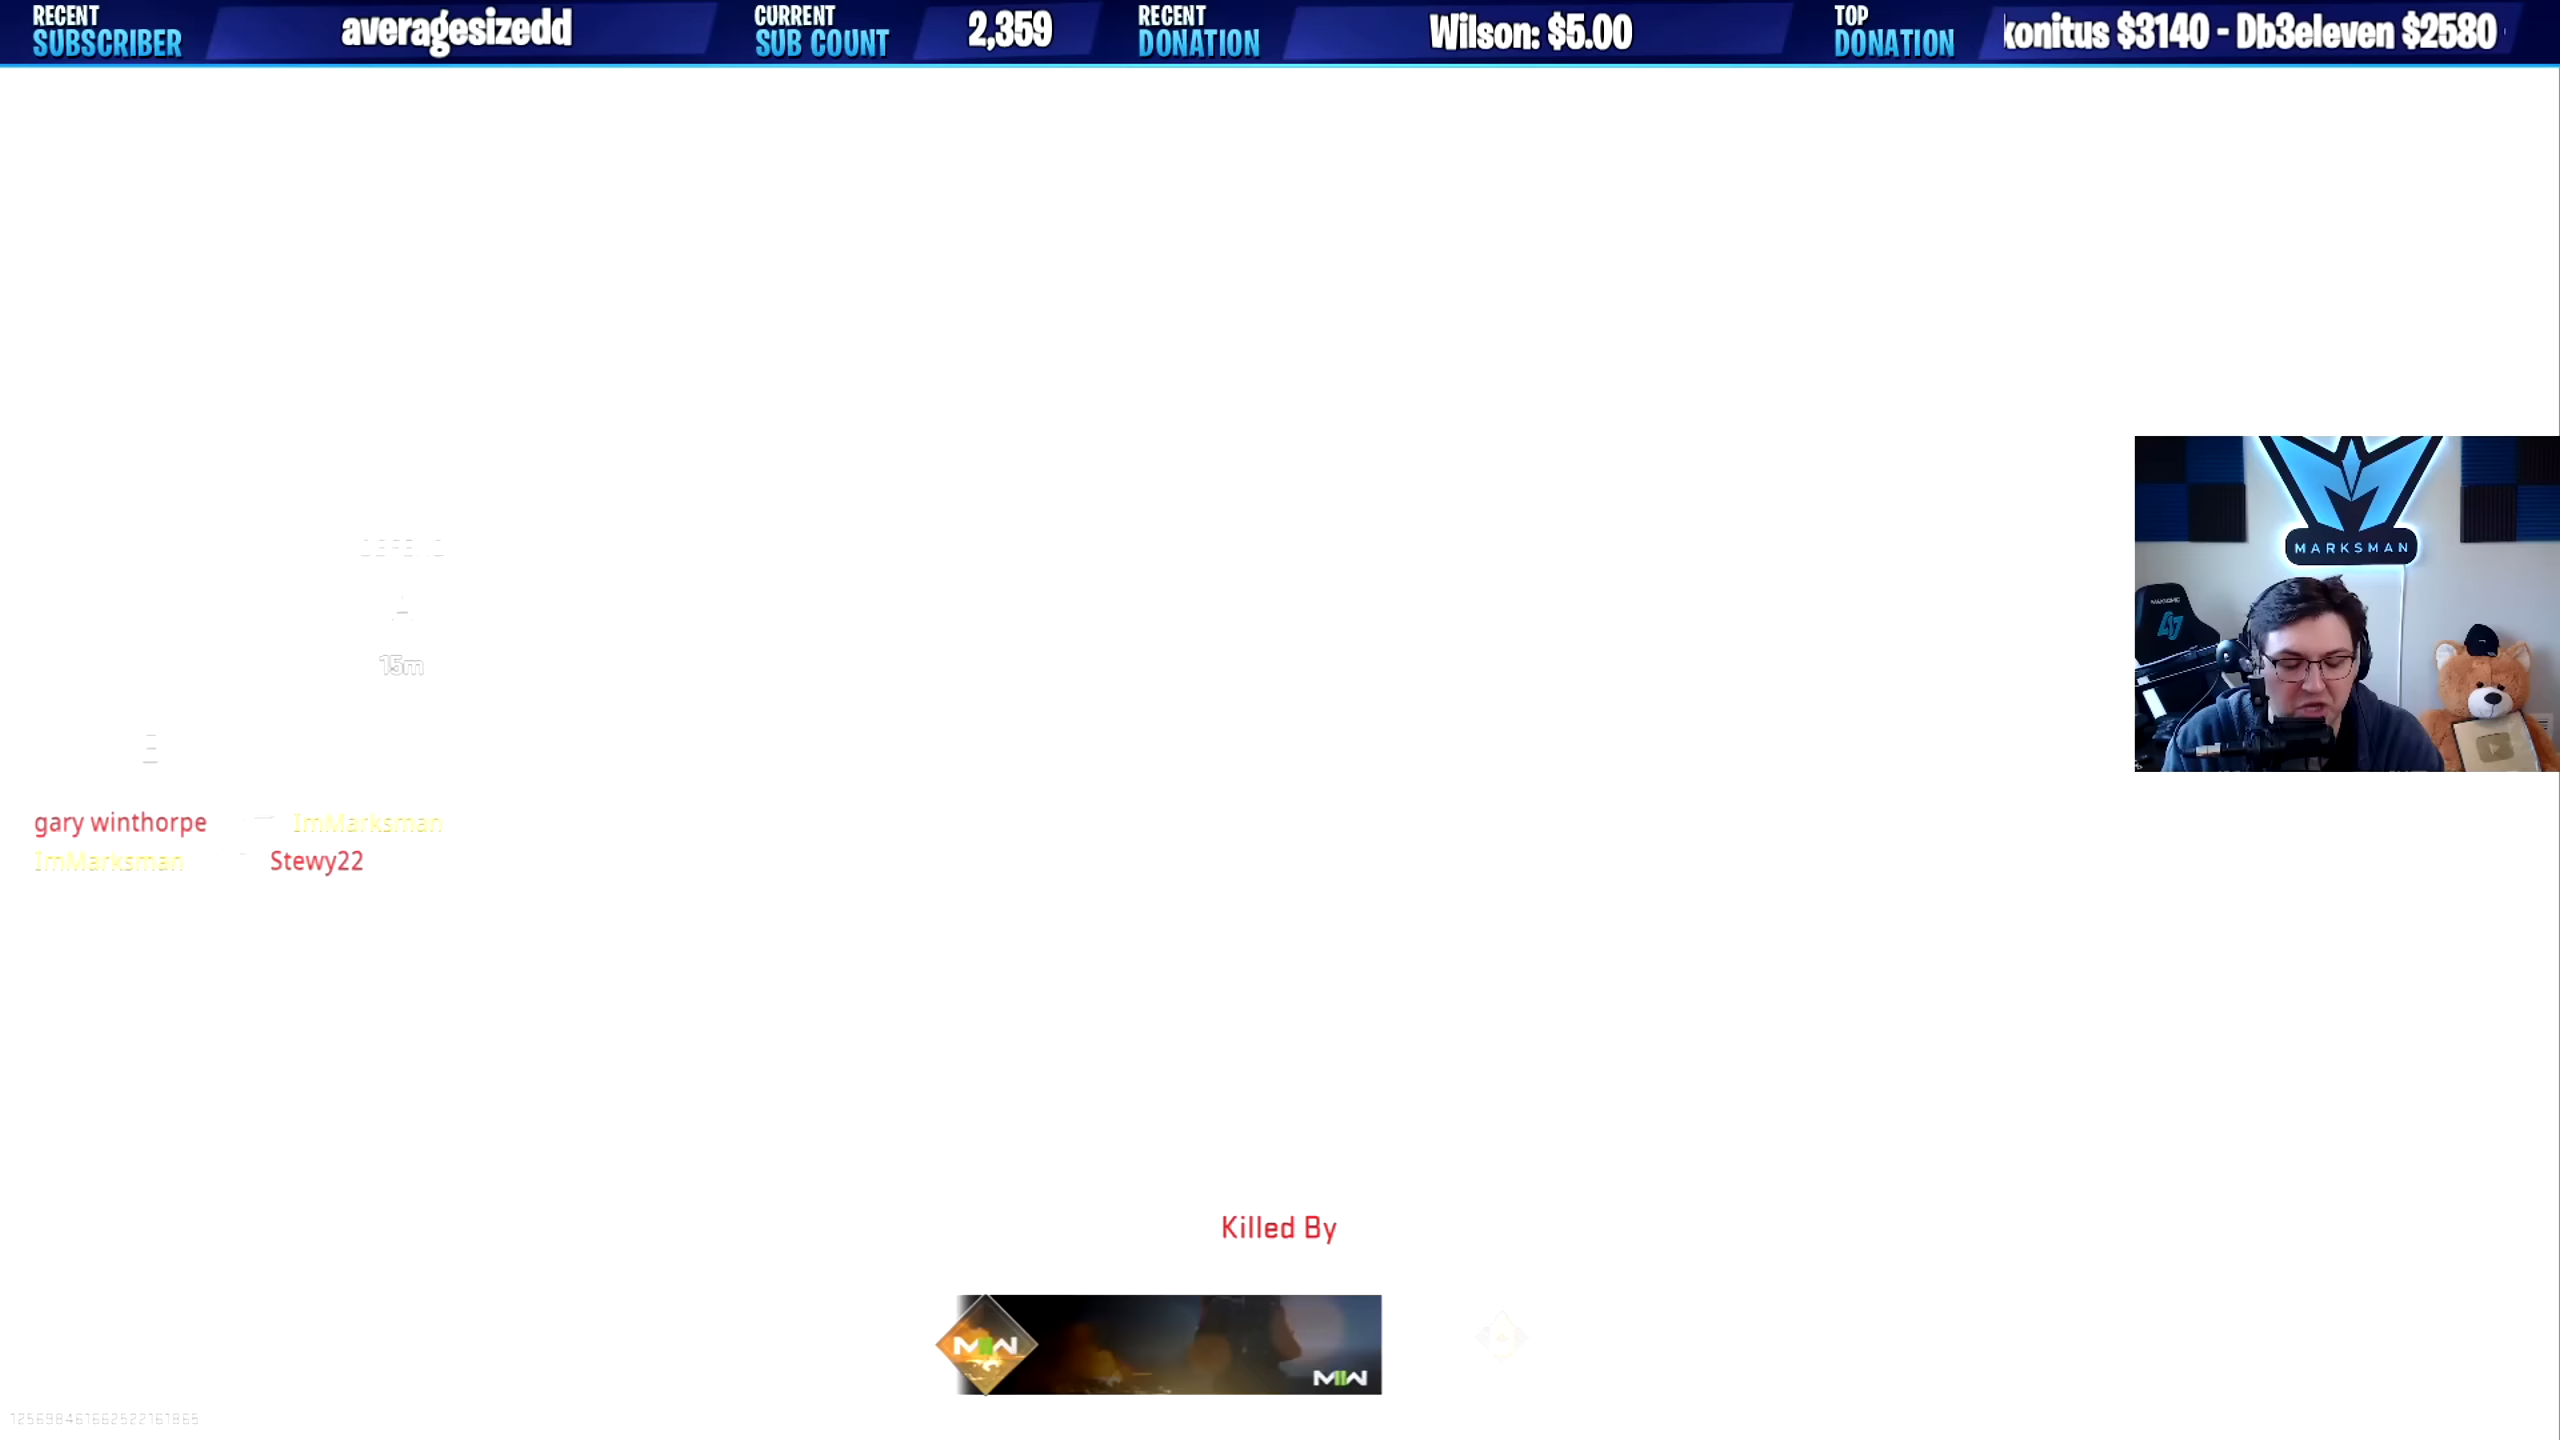 RECENT SUBSCRIBER
averagesizedd
CURRENT SUB COUNT
2,359
RECENT DONATION
Wilson: $5.00
TOP DONATION
konitus $3140 - Db3eleven $2580
MARKSMAN
15m
gary winthorpe ImMarksman
ImMarksman Stewy22
Killed By
MW
MW